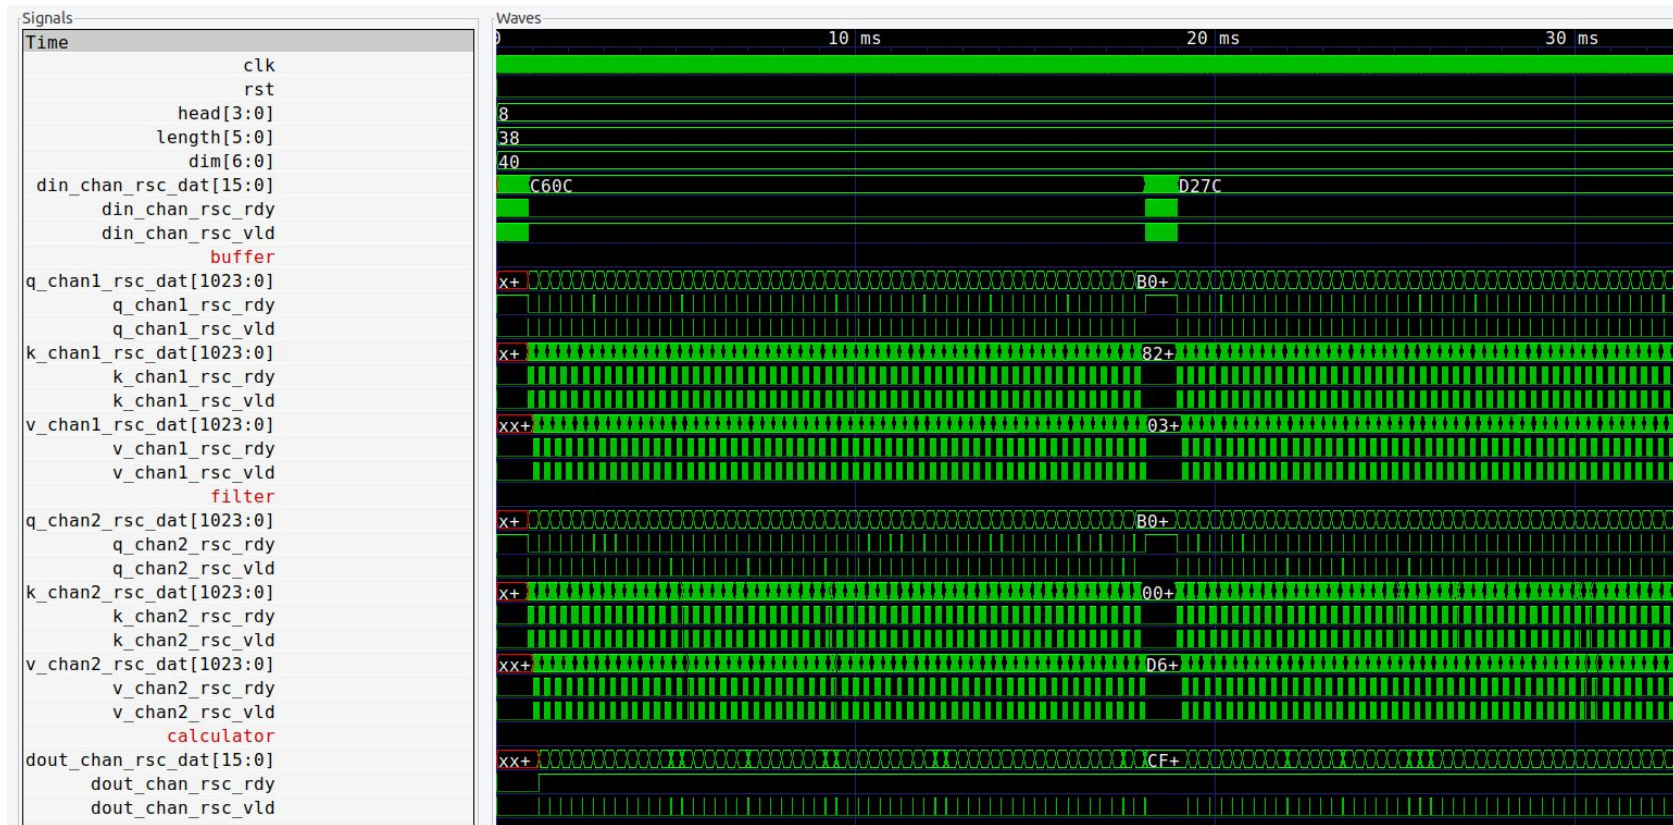 Signals
Waves
Time
0 10 ms 20 ms 30 ms
clk
rst
head[3:0] 8
length[5:0] 38
dim[6:0] 40
din_chan_rsc_dat[15:0] C60C D27C
din_chan_rsc_rdy
din_chan_rsc_vld
buffer
q_chan1_rsc_dat[1023:0] x+ B0+
q_chan1_rsc_rdy
q_chan1_rsc_vld
k_chan1_rsc_dat[1023:0] x+ 82+
k_chan1_rsc_rdy
k_chan1_rsc_vld
v_chan1_rsc_dat[1023:0] xx+ 03+
v_chan1_rsc_rdy
v_chan1_rsc_vld
filter
q_chan2_rsc_dat[1023:0] x+ B0+
q_chan2_rsc_rdy
q_chan2_rsc_vld
k_chan2_rsc_dat[1023:0] x+ 00+
k_chan2_rsc_rdy
k_chan2_rsc_vld
v_chan2_rsc_dat[1023:0] xx+ D6+
v_chan2_rsc_rdy
v_chan2_rsc_vld
calculator
dout_chan_rsc_dat[15:0] xx+ CF+
dout_chan_rsc_rdy
dout_chan_rsc_vld